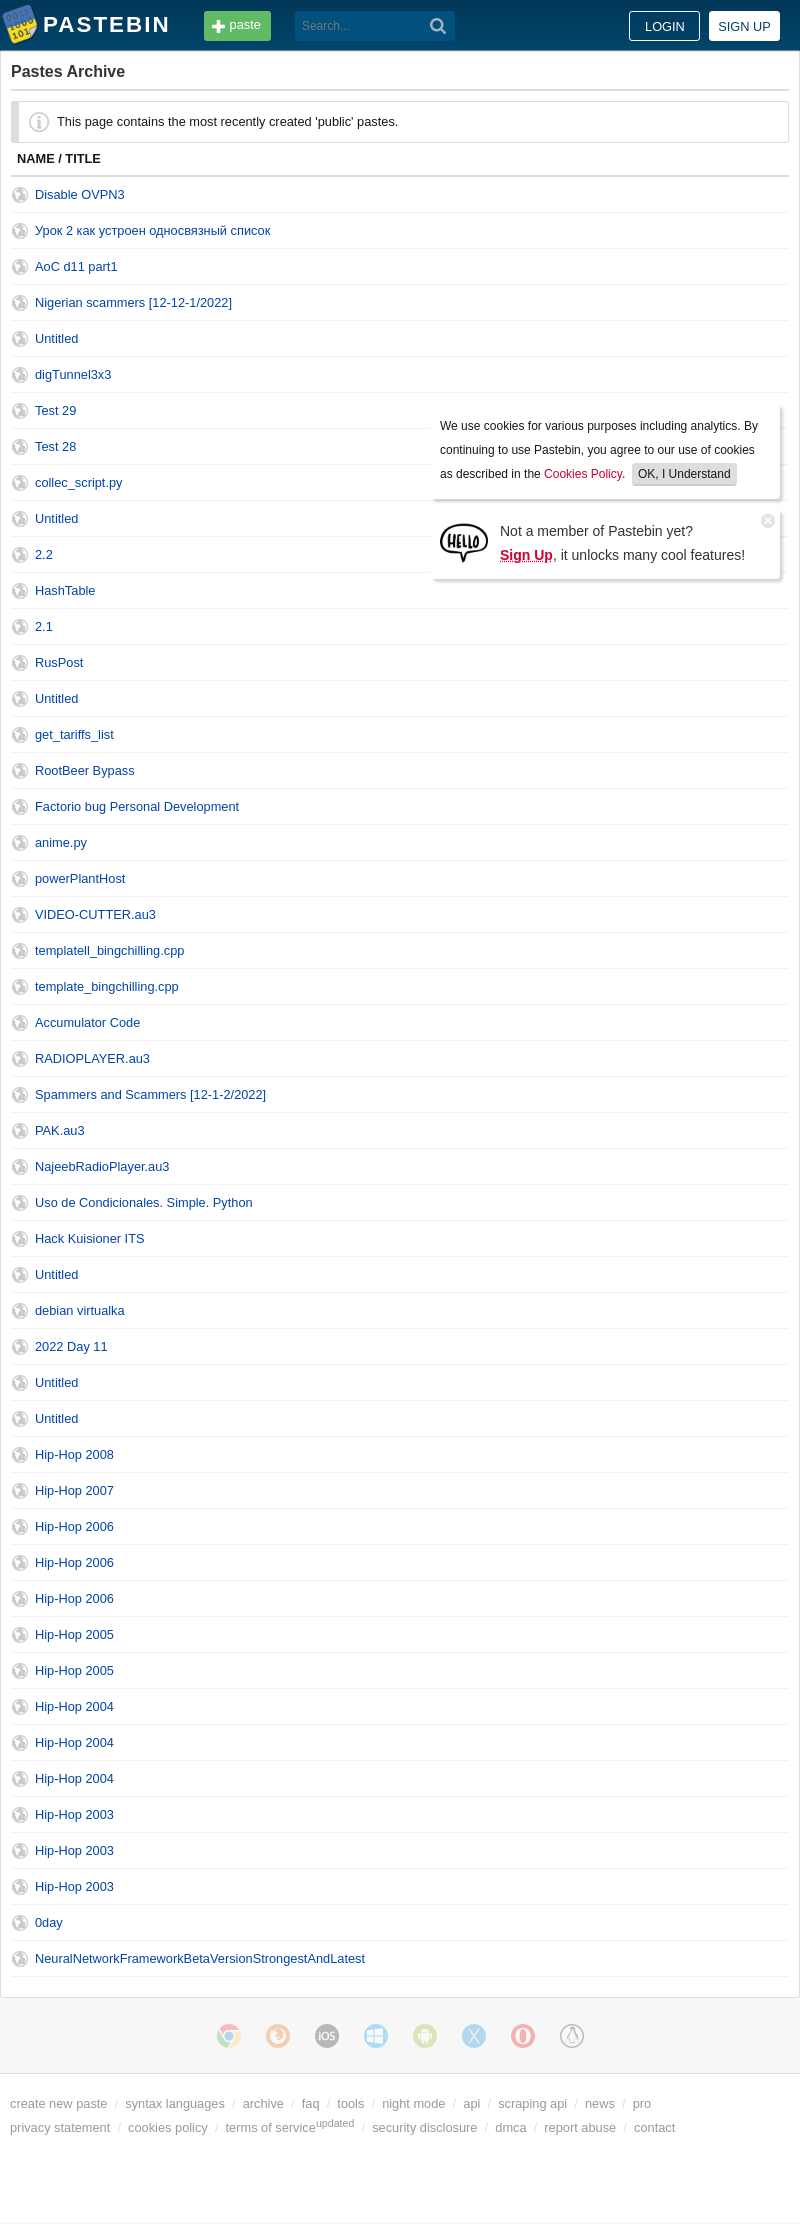 PASTEBIN paste Search... LOGIN SIGN UP
Pastes Archive
This page contains the most recently created 'public' pastes.
NAME / TITLE
Disable OVPN3
Урок 2 как устроен односвязный список
AoC d11 part1
Nigerian scammers [12-12-1/2022]
Untitled
digTunnel3x3
Test 29
Test 28
collec_script.py
Untitled
2.2
HashTable
2.1
RusPost
Untitled
get_tariffs_list
RootBeer Bypass
Factorio bug Personal Development
anime.py
powerPlantHost
VIDEO-CUTTER.au3
templatell_bingchilling.cpp
template_bingchilling.cpp
Accumulator Code
RADIOPLAYER.au3
Spammers and Scammers [12-1-2/2022]
PAK.au3
NajeebRadioPlayer.au3
Uso de Condicionales. Simple. Python
Hack Kuisioner ITS
Untitled
debian virtualka
2022 Day 11
Untitled
Untitled
Hip-Hop 2008
Hip-Hop 2007
Hip-Hop 2006
Hip-Hop 2006
Hip-Hop 2006
Hip-Hop 2005
Hip-Hop 2005
Hip-Hop 2004
Hip-Hop 2004
Hip-Hop 2004
Hip-Hop 2003
Hip-Hop 2003
Hip-Hop 2003
0day
NeuralNetworkFrameworkBetaVersionStrongestAndLatest
We use cookies for various purposes including analytics. By
continuing to use Pastebin, you agree to our use of cookies
as described in the Cookies Policy. OK, I Understand
HELLO
Not a member of Pastebin yet?
Sign Up, it unlocks many cool features!
iOS
create new paste / syntax languages / archive / faq / tools / night mode / api / scraping api / news / pro
privacy statement / cookies policy / terms of serviceupdated / security disclosure / dmca / report abuse / contact